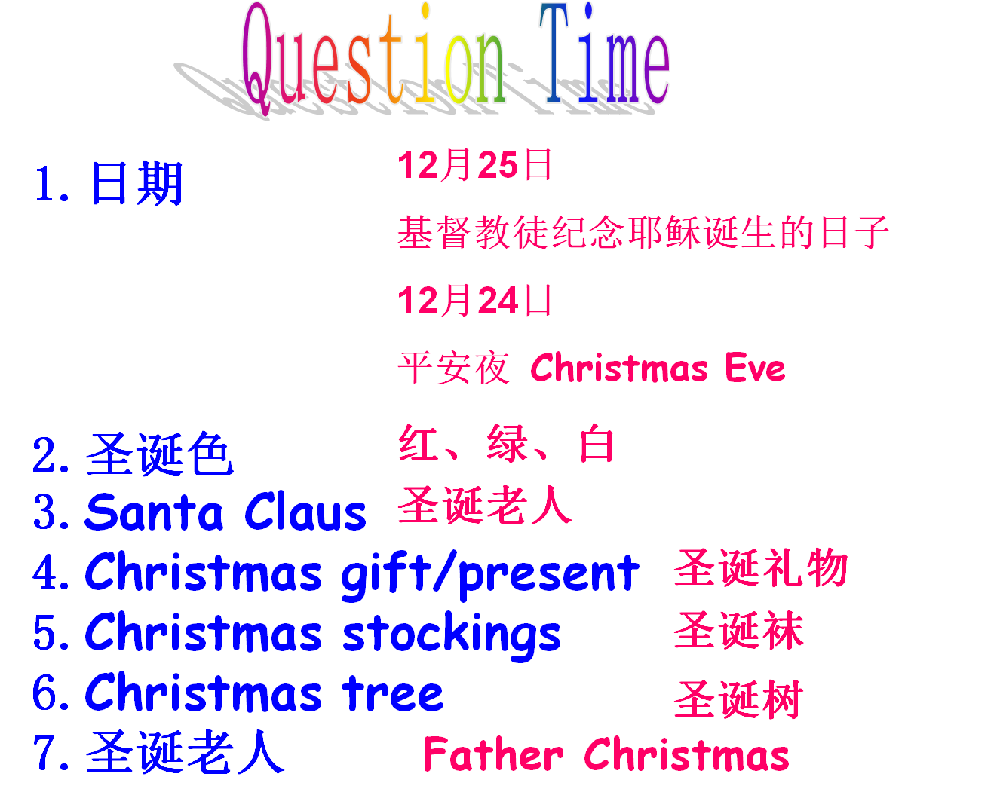 Question Time
1. 日期
12月25日
基督教徒纪念耶稣诞生的日子
12月24日
平安夜 Christmas Eve
2. 圣诞色 红、绿、白
3. Santa Claus 圣诞老人
4. Christmas gift/present 圣诞礼物
5. Christmas stockings 圣诞袜
6. Christmas tree 圣诞树
7. 圣诞老人 Father Christmas